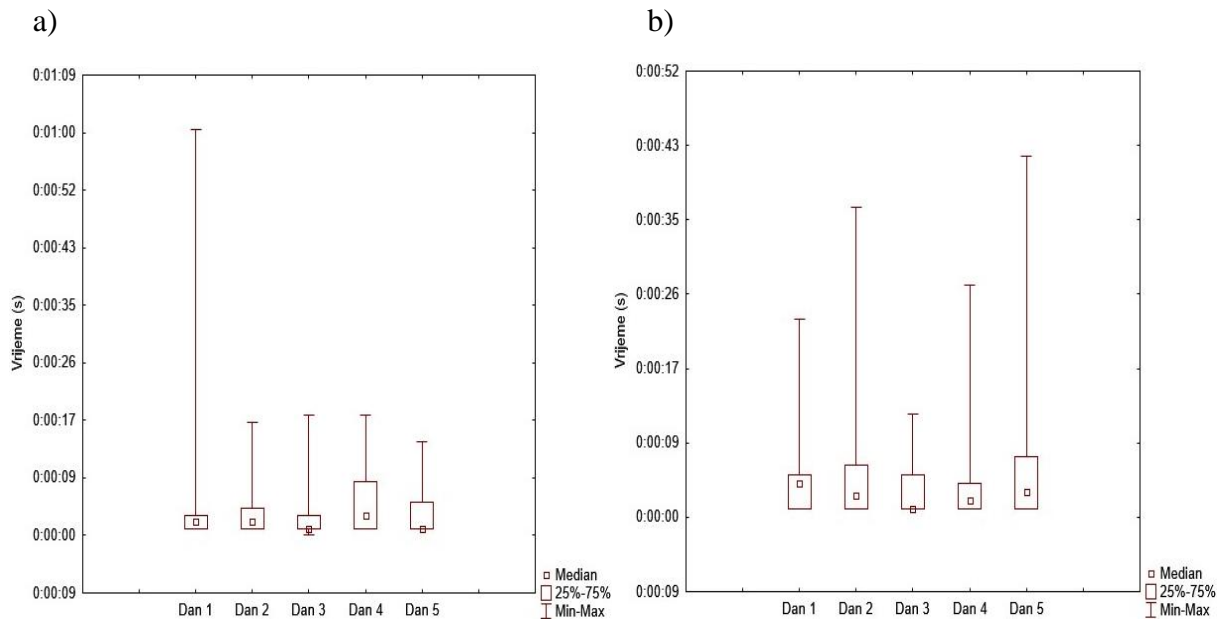 a)
0:01:09
0:01:00
0:00:52
0:00:43
0:00:35
0:00:26
0:00:17
0:00:09
0:00:00
0:00:09
Vrijeme (s)
Dan 1 Dan 2 Dan 3 Dan 4 Dan 5
Median
25%-75%
Min-Max
b)
0:00:52
0:00:43
0:00:35
0:00:26
0:00:17
0:00:09
0:00:00
0:00:09
Vrijeme (s)
Dan 1 Dan 2 Dan 3 Dan 4 Dan 5
Median
25%-75%
Min-Max